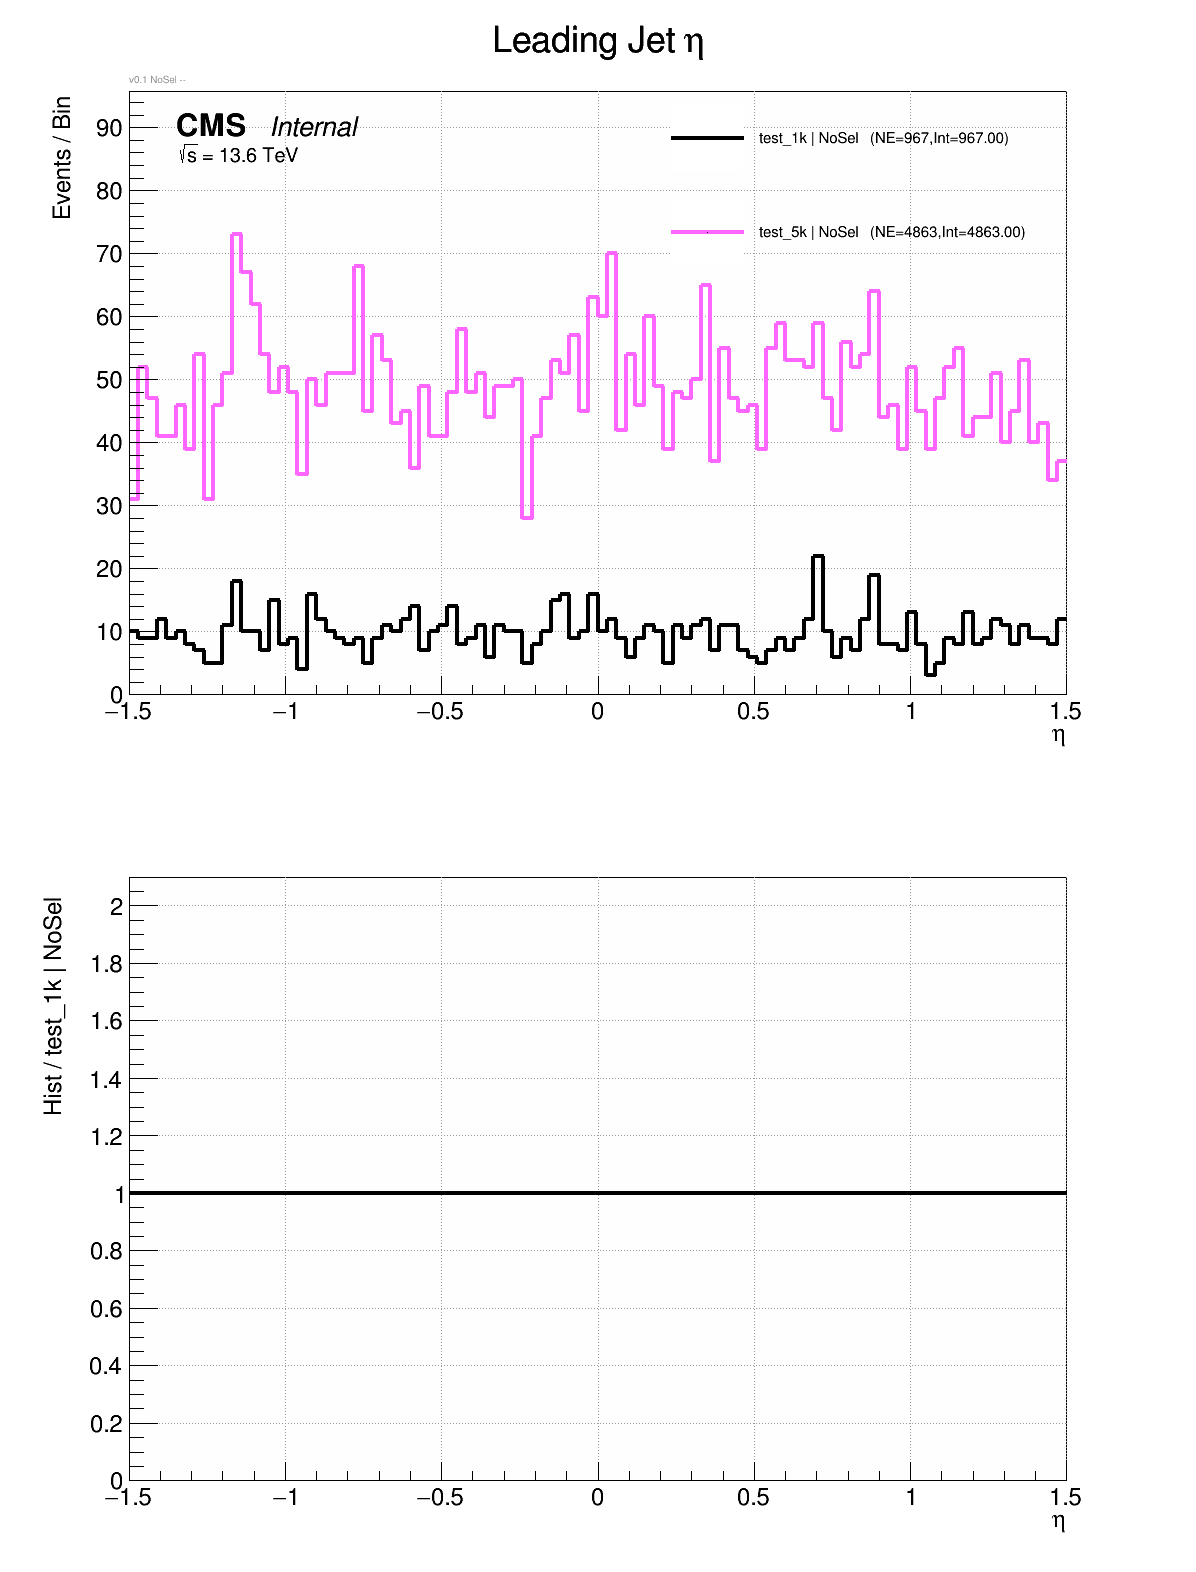 Leading Jet η
v0.1 NoSel --
Events / Bin
CMS Internal
√s = 13.6 TeV
test_1k | NoSel (NE=967,Int=967.00)
test_5k | NoSel (NE=4863,Int=4863.00)
90
80
70
60
50
40
30
20
10
0
−1.5 −1 −0.5 0 0.5 1 1.5
η
Hist / test_1k | NoSel
2
1.8
1.6
1.4
1.2
1
0.8
0.6
0.4
0.2
0
−1.5 −1 −0.5 0 0.5 1 1.5
η